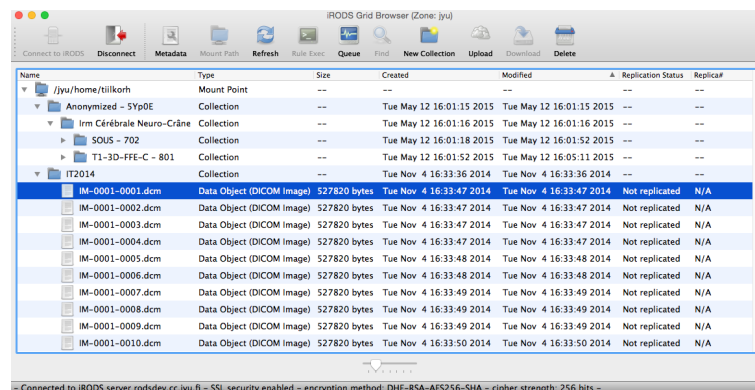 iRODS Grid Browser (Zone: jyu)
Connect to iRODS Disconnect Metadata Mount Path Refresh Rule Exec Queue Find New Collection Upload Download Delete
Name Type Size Created Modified Replication Status Replica#
/jyu/home/tiilkorh Mount Point -- -- -- -- --
Anonymized - 5Yp0E Collection -- Tue May 12 16:01:15 2015 Tue May 12 16:01:15 2015 -- --
Irm Cérébrale Neuro-Crâne Collection -- Tue May 12 16:01:16 2015 Tue May 12 16:01:16 2015 -- --
SOUS - 702 Collection -- Tue May 12 16:01:18 2015 Tue May 12 16:01:52 2015 -- --
T1-3D-FFE-C - 801 Collection -- Tue May 12 16:01:52 2015 Tue May 12 16:05:11 2015 -- --
IT2014 Collection -- Tue Nov 4 16:33:36 2014 Tue Nov 4 16:33:36 2014 -- --
IM-0001-0001.dcm Data Object (DICOM Image) 527820 bytes Tue Nov 4 16:33:47 2014 Tue Nov 4 16:33:47 2014 Not replicated N/A
IM-0001-0002.dcm Data Object (DICOM Image) 527820 bytes Tue Nov 4 16:33:47 2014 Tue Nov 4 16:33:47 2014 Not replicated N/A
IM-0001-0003.dcm Data Object (DICOM Image) 527820 bytes Tue Nov 4 16:33:47 2014 Tue Nov 4 16:33:47 2014 Not replicated N/A
IM-0001-0004.dcm Data Object (DICOM Image) 527820 bytes Tue Nov 4 16:33:47 2014 Tue Nov 4 16:33:47 2014 Not replicated N/A
IM-0001-0005.dcm Data Object (DICOM Image) 527820 bytes Tue Nov 4 16:33:48 2014 Tue Nov 4 16:33:48 2014 Not replicated N/A
IM-0001-0006.dcm Data Object (DICOM Image) 527820 bytes Tue Nov 4 16:33:48 2014 Tue Nov 4 16:33:48 2014 Not replicated N/A
IM-0001-0007.dcm Data Object (DICOM Image) 527820 bytes Tue Nov 4 16:33:49 2014 Tue Nov 4 16:33:49 2014 Not replicated N/A
IM-0001-0008.dcm Data Object (DICOM Image) 527820 bytes Tue Nov 4 16:33:49 2014 Tue Nov 4 16:33:49 2014 Not replicated N/A
IM-0001-0009.dcm Data Object (DICOM Image) 527820 bytes Tue Nov 4 16:33:49 2014 Tue Nov 4 16:33:49 2014 Not replicated N/A
IM-0001-0010.dcm Data Object (DICOM Image) 527820 bytes Tue Nov 4 16:33:50 2014 Tue Nov 4 16:33:50 2014 Not replicated N/A
- Connected to iRODS server rodsdev.cc.jyu.fi - SSL security enabled - encryption method: DHE-RSA-AES256-SHA - cipher strength: 256 bits -